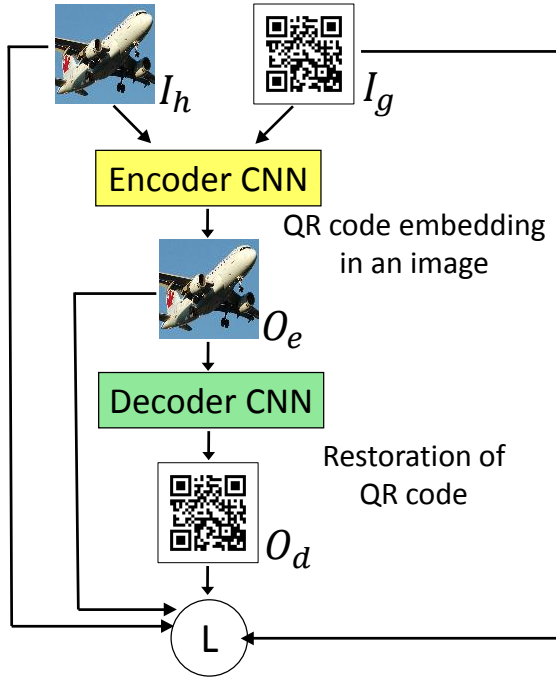 I_h
I_g
Encoder CNN
QR code embedding
in an image
O_e
Decoder CNN
Restoration of
QR code
O_d
L